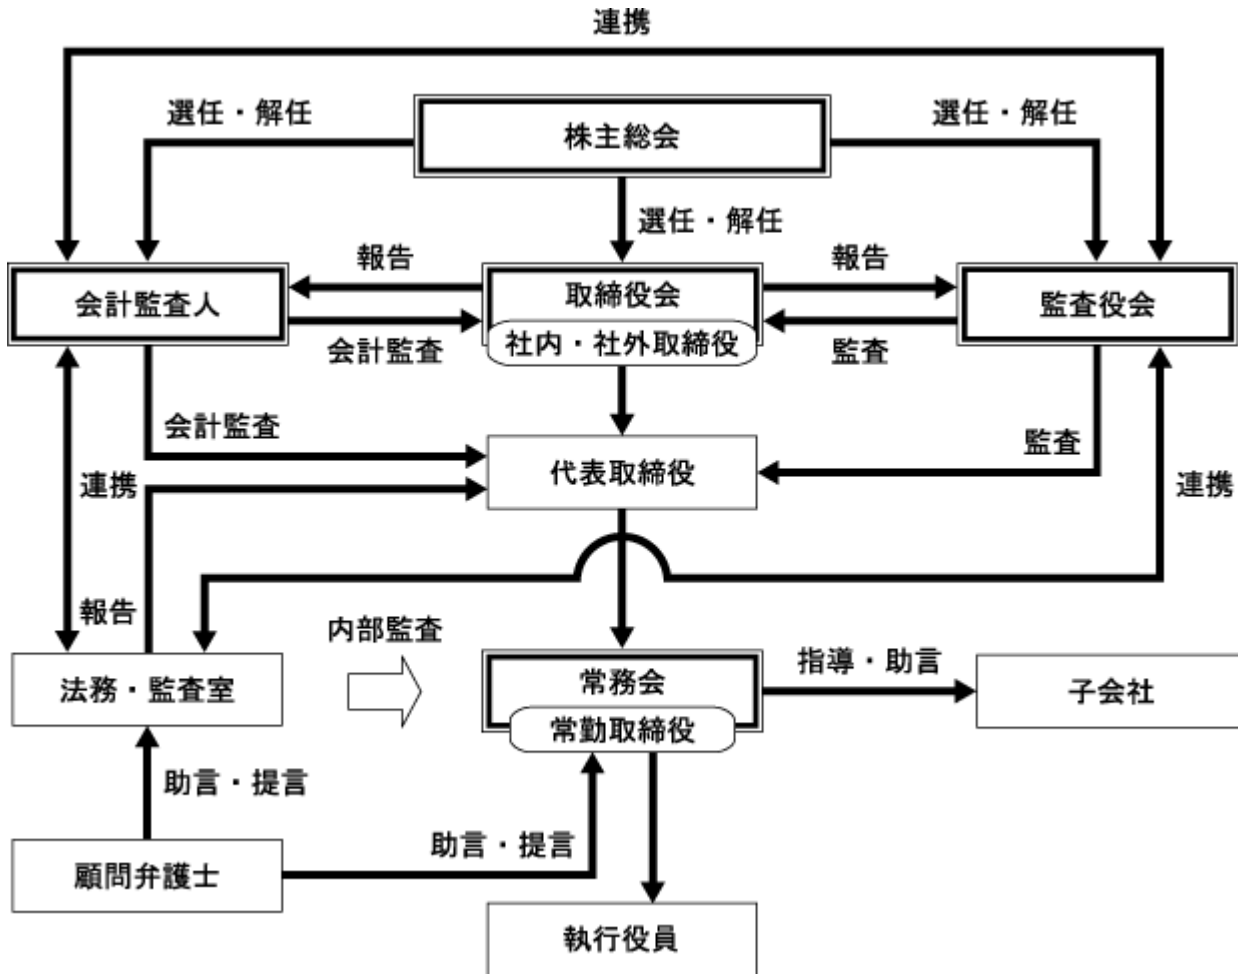 連携
選任・解任
株主総会
選任・解任
選任・解任
報告
報告
会計監査人
取締役会
監査役会
社内・社外取締役
会計監査
監査
会計監査
監査
代表取締役
連携
連携
報告
内部監査
指導・助言
法務・監査室
常務会
子会社
常勤取締役
助言・提言
助言・提言
顧問弁護士
執行役員